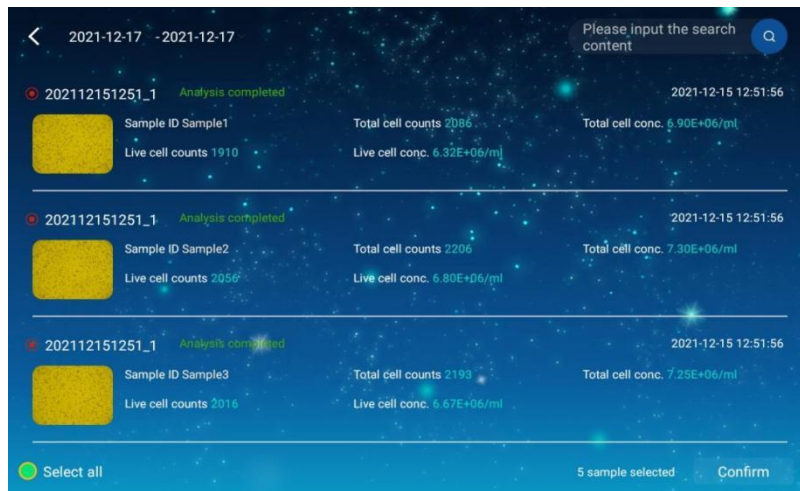 2021-12-17 -2021-12-17
Please input the search
content
202112151251_1 Analysis completed 2021-12-15 12:51:56
Sample ID Sample1 Total cell counts 2086 Total cell conc. 6.90E+06/ml
Live cell counts 1910 Live cell conc. 6.32E+06/ml
202112151251_1 Analysis completed 2021-12-15 12:51:56
Sample ID Sample2 Total cell counts 2206 Total cell conc. 7.30E+06/ml
Live cell counts 2056 Live cell conc. 6.80E+06/ml
202112151251_1 Analysis completed 2021-12-15 12:51:56
Sample ID Sample3 Total cell counts 2193 Total cell conc. 7.25E+06/ml
Live cell counts 2016 Live cell conc. 6.67E+06/ml
Select all 5 sample selected Confirm